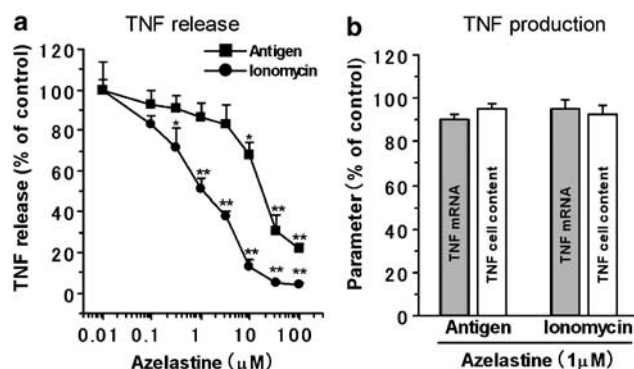 a
TNF release
Antigen
Ionomycin
TNF release (% of control)
120
100
80
60
40
20
0
*
**
**
**
**
**
*
**
**
0.01
0.1
1
10
100
Azelastine (μM)
b
TNF production
Parameter (% of control)
120
100
80
60
40
20
0
TNF mRNA
TNF cell content
TNF mRNA
TNF cell content
Antigen
Ionomycin
Azelastine (1μM)